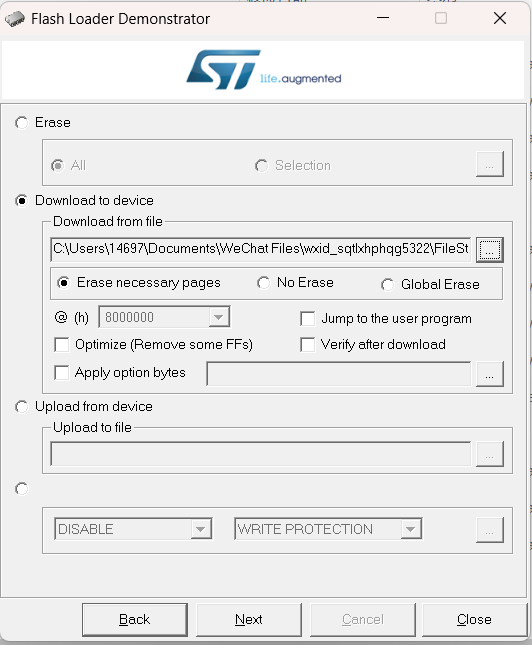 Flash Loader Demonstrator
ST life.augmented
Erase
All Selection ...
Download to device
Download from file
C:\Users\14697\Documents\WeChat Files\wxid_sqtlxhphqg5322\FileSt ...
Erase necessary pages No Erase Global Erase
@ (h) 8000000 Jump to the user program
Optimize (Remove some FFs) Verify after download
Apply option bytes ...
Upload from device
Upload to file
...
DISABLE WRITE PROTECTION ...
Back Next Cancel Close